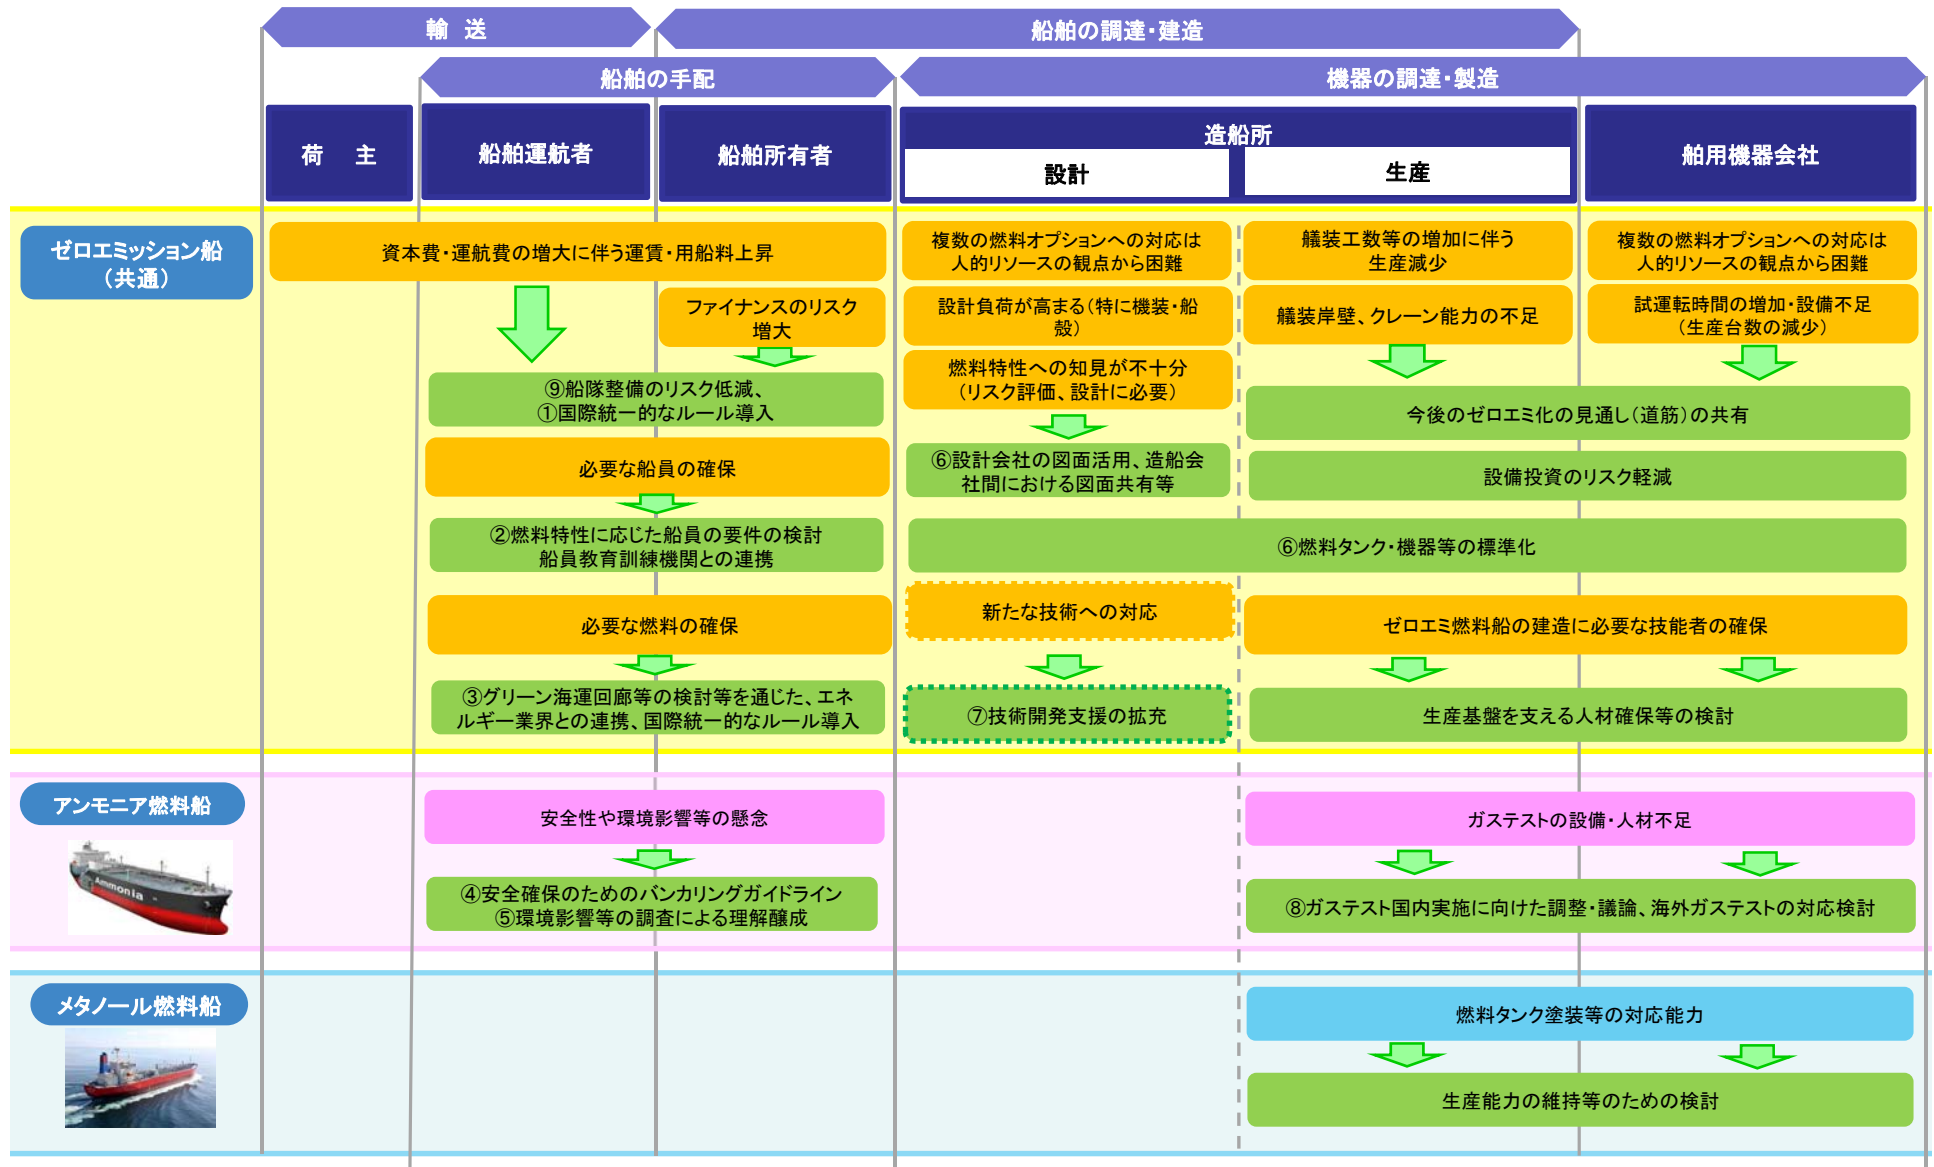 輸　送
船舶の調達・建造
船舶の手配
機器の調達・製造
荷　主
船舶運航者
船舶所有者
造船所
設計
生産
舶用機器会社
ゼロエミッション船
（共通）
資本費・運航費の増大に伴う運賃・用船料上昇
ファイナンスのリスク
増大
⑨船隊整備のリスク低減、
①国際統一的なルール導入
必要な船員の確保
②燃料特性に応じた船員の要件の検討
船員教育訓練機関との連携
必要な燃料の確保
③グリーン海運回廊等の検討等を通じた、エネ
ルギー業界との連携、国際統一的なルール導入
複数の燃料オプションへの対応は
人的リソースの観点から困難
設計負荷が高まる（特に機装・船
殻）
燃料特性への知見が不十分
（リスク評価、設計に必要）
⑥設計会社の図面活用、造船会
社間における図面共有等
艤装工数等の増加に伴う
生産減少
艤装岸壁、クレーン能力の不足
複数の燃料オプションへの対応は
人的リソースの観点から困難
試運転時間の増加・設備不足
（生産台数の減少）
今後のゼロエミ化の見通し（道筋）の共有
設備投資のリスク軽減
⑥燃料タンク・機器等の標準化
新たな技術への対応
⑦技術開発支援の拡充
ゼロエミ燃料船の建造に必要な技能者の確保
生産基盤を支える人材確保等の検討
アンモニア燃料船
Ammonia
安全性や環境影響等の懸念
④安全確保のためのバンカリングガイドライン
⑤環境影響等の調査による理解醸成
ガステストの設備・人材不足
⑧ガステスト国内実施に向けた調整・議論、海外ガステストの対応検討
メタノール燃料船
燃料タンク塗装等の対応能力
生産能力の維持等のための検討